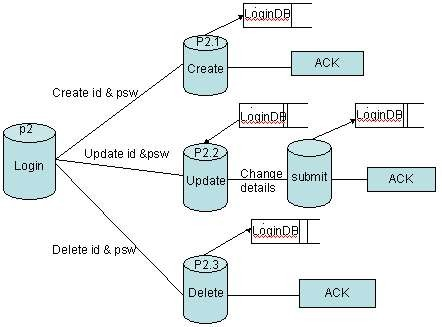 LoginDB
P2.1
Create
ACK
Create id & psw
p2
Login
LoginDB
LoginDB
Update id &psw
P2.2
Update
Change
details
submit
ACK
LoginDB
Delete id & psw
P2.3
Delete
ACK